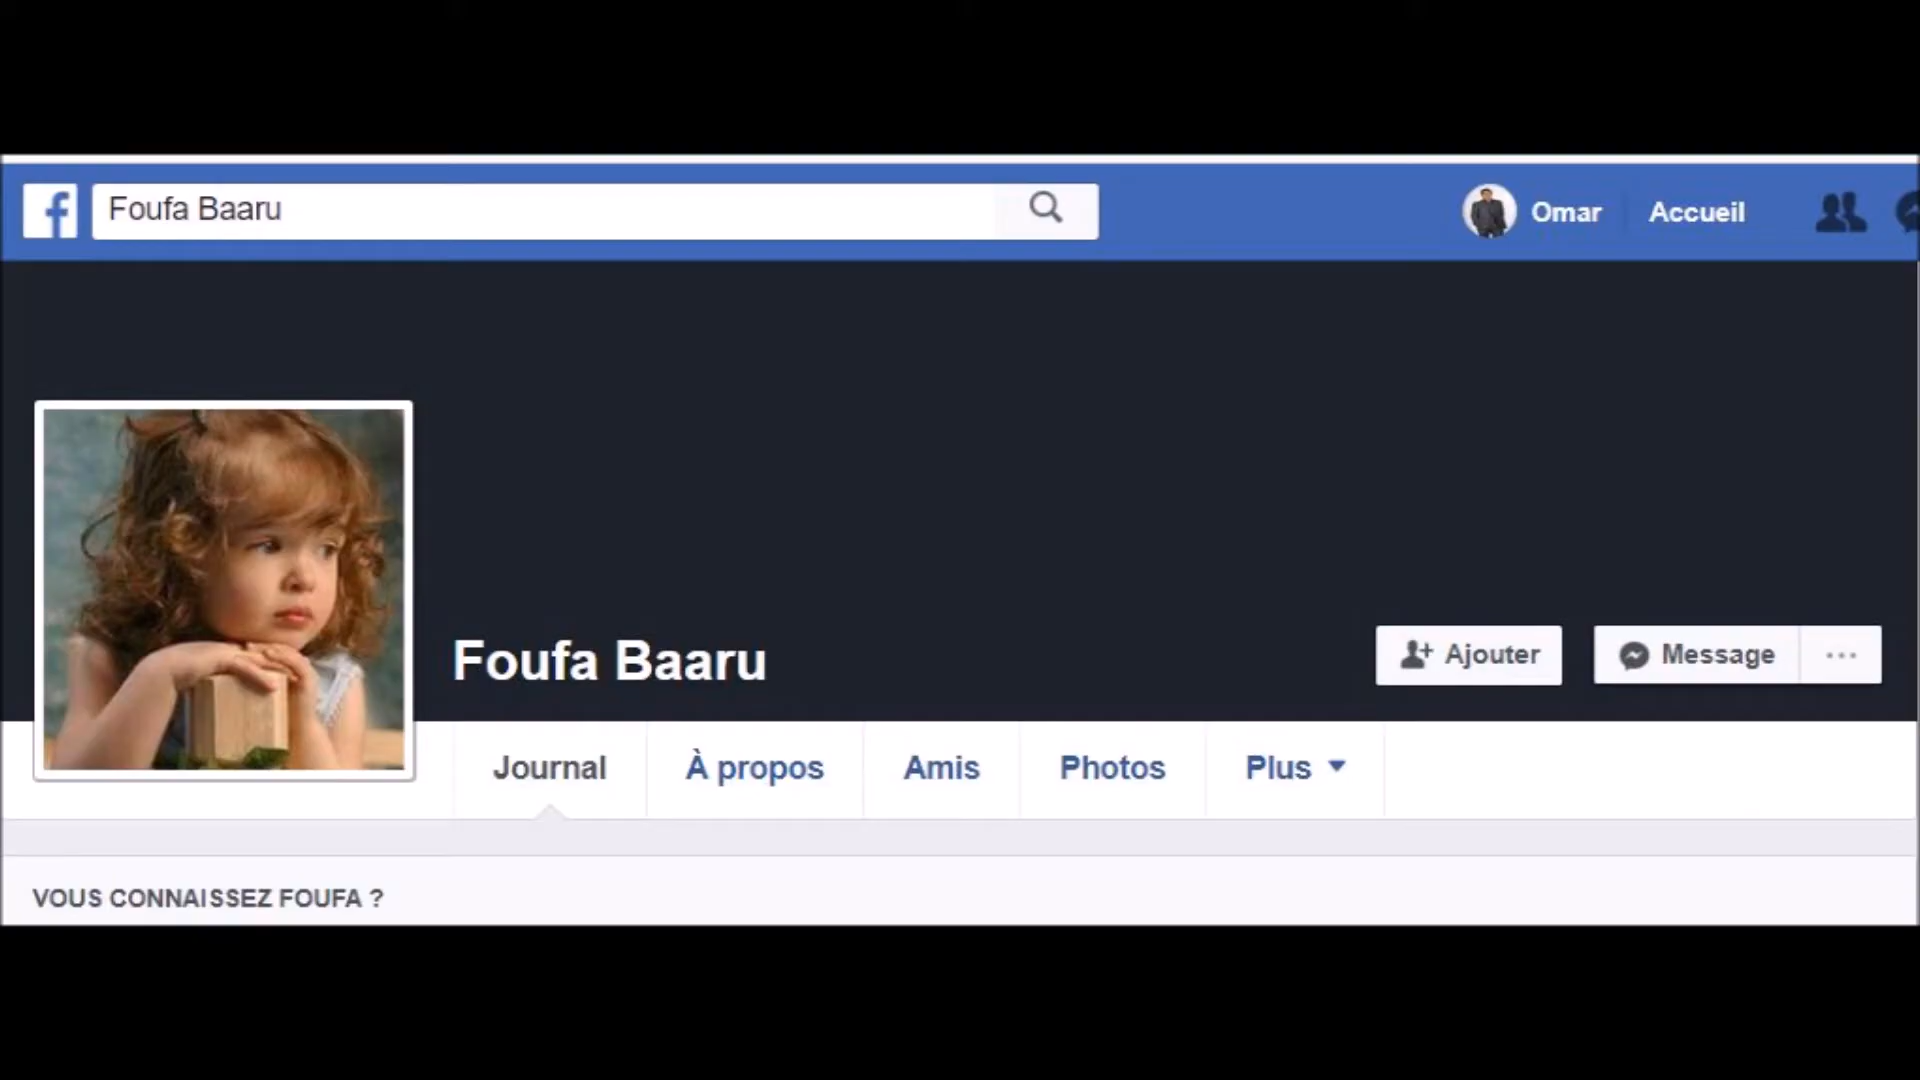 Foufa Baaru
Omar
Accueil
Foufa Baaru
Ajouter
Message
Journal
À propos
Amis
Photos
Plus
VOUS CONNAISSEZ FOUFA ?